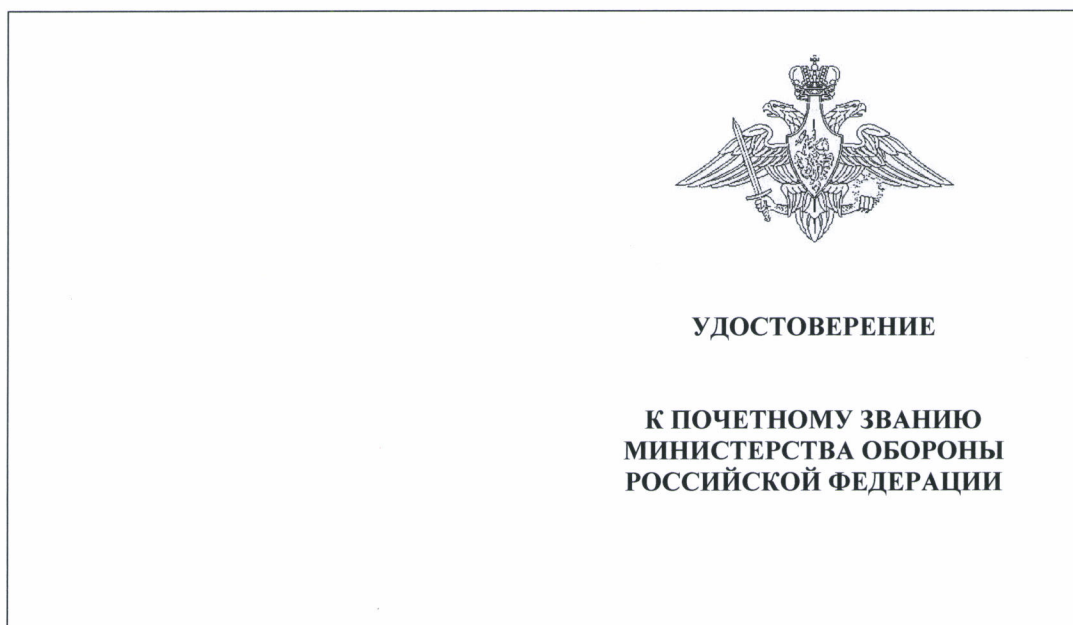 УДОСТОВЕРЕНИЕ
К ПОЧЕТНОМУ ЗВАНИЮ
МИНИСТЕРСТВА ОБОРОНЫ
РОССИЙСКОЙ ФЕДЕРАЦИИ